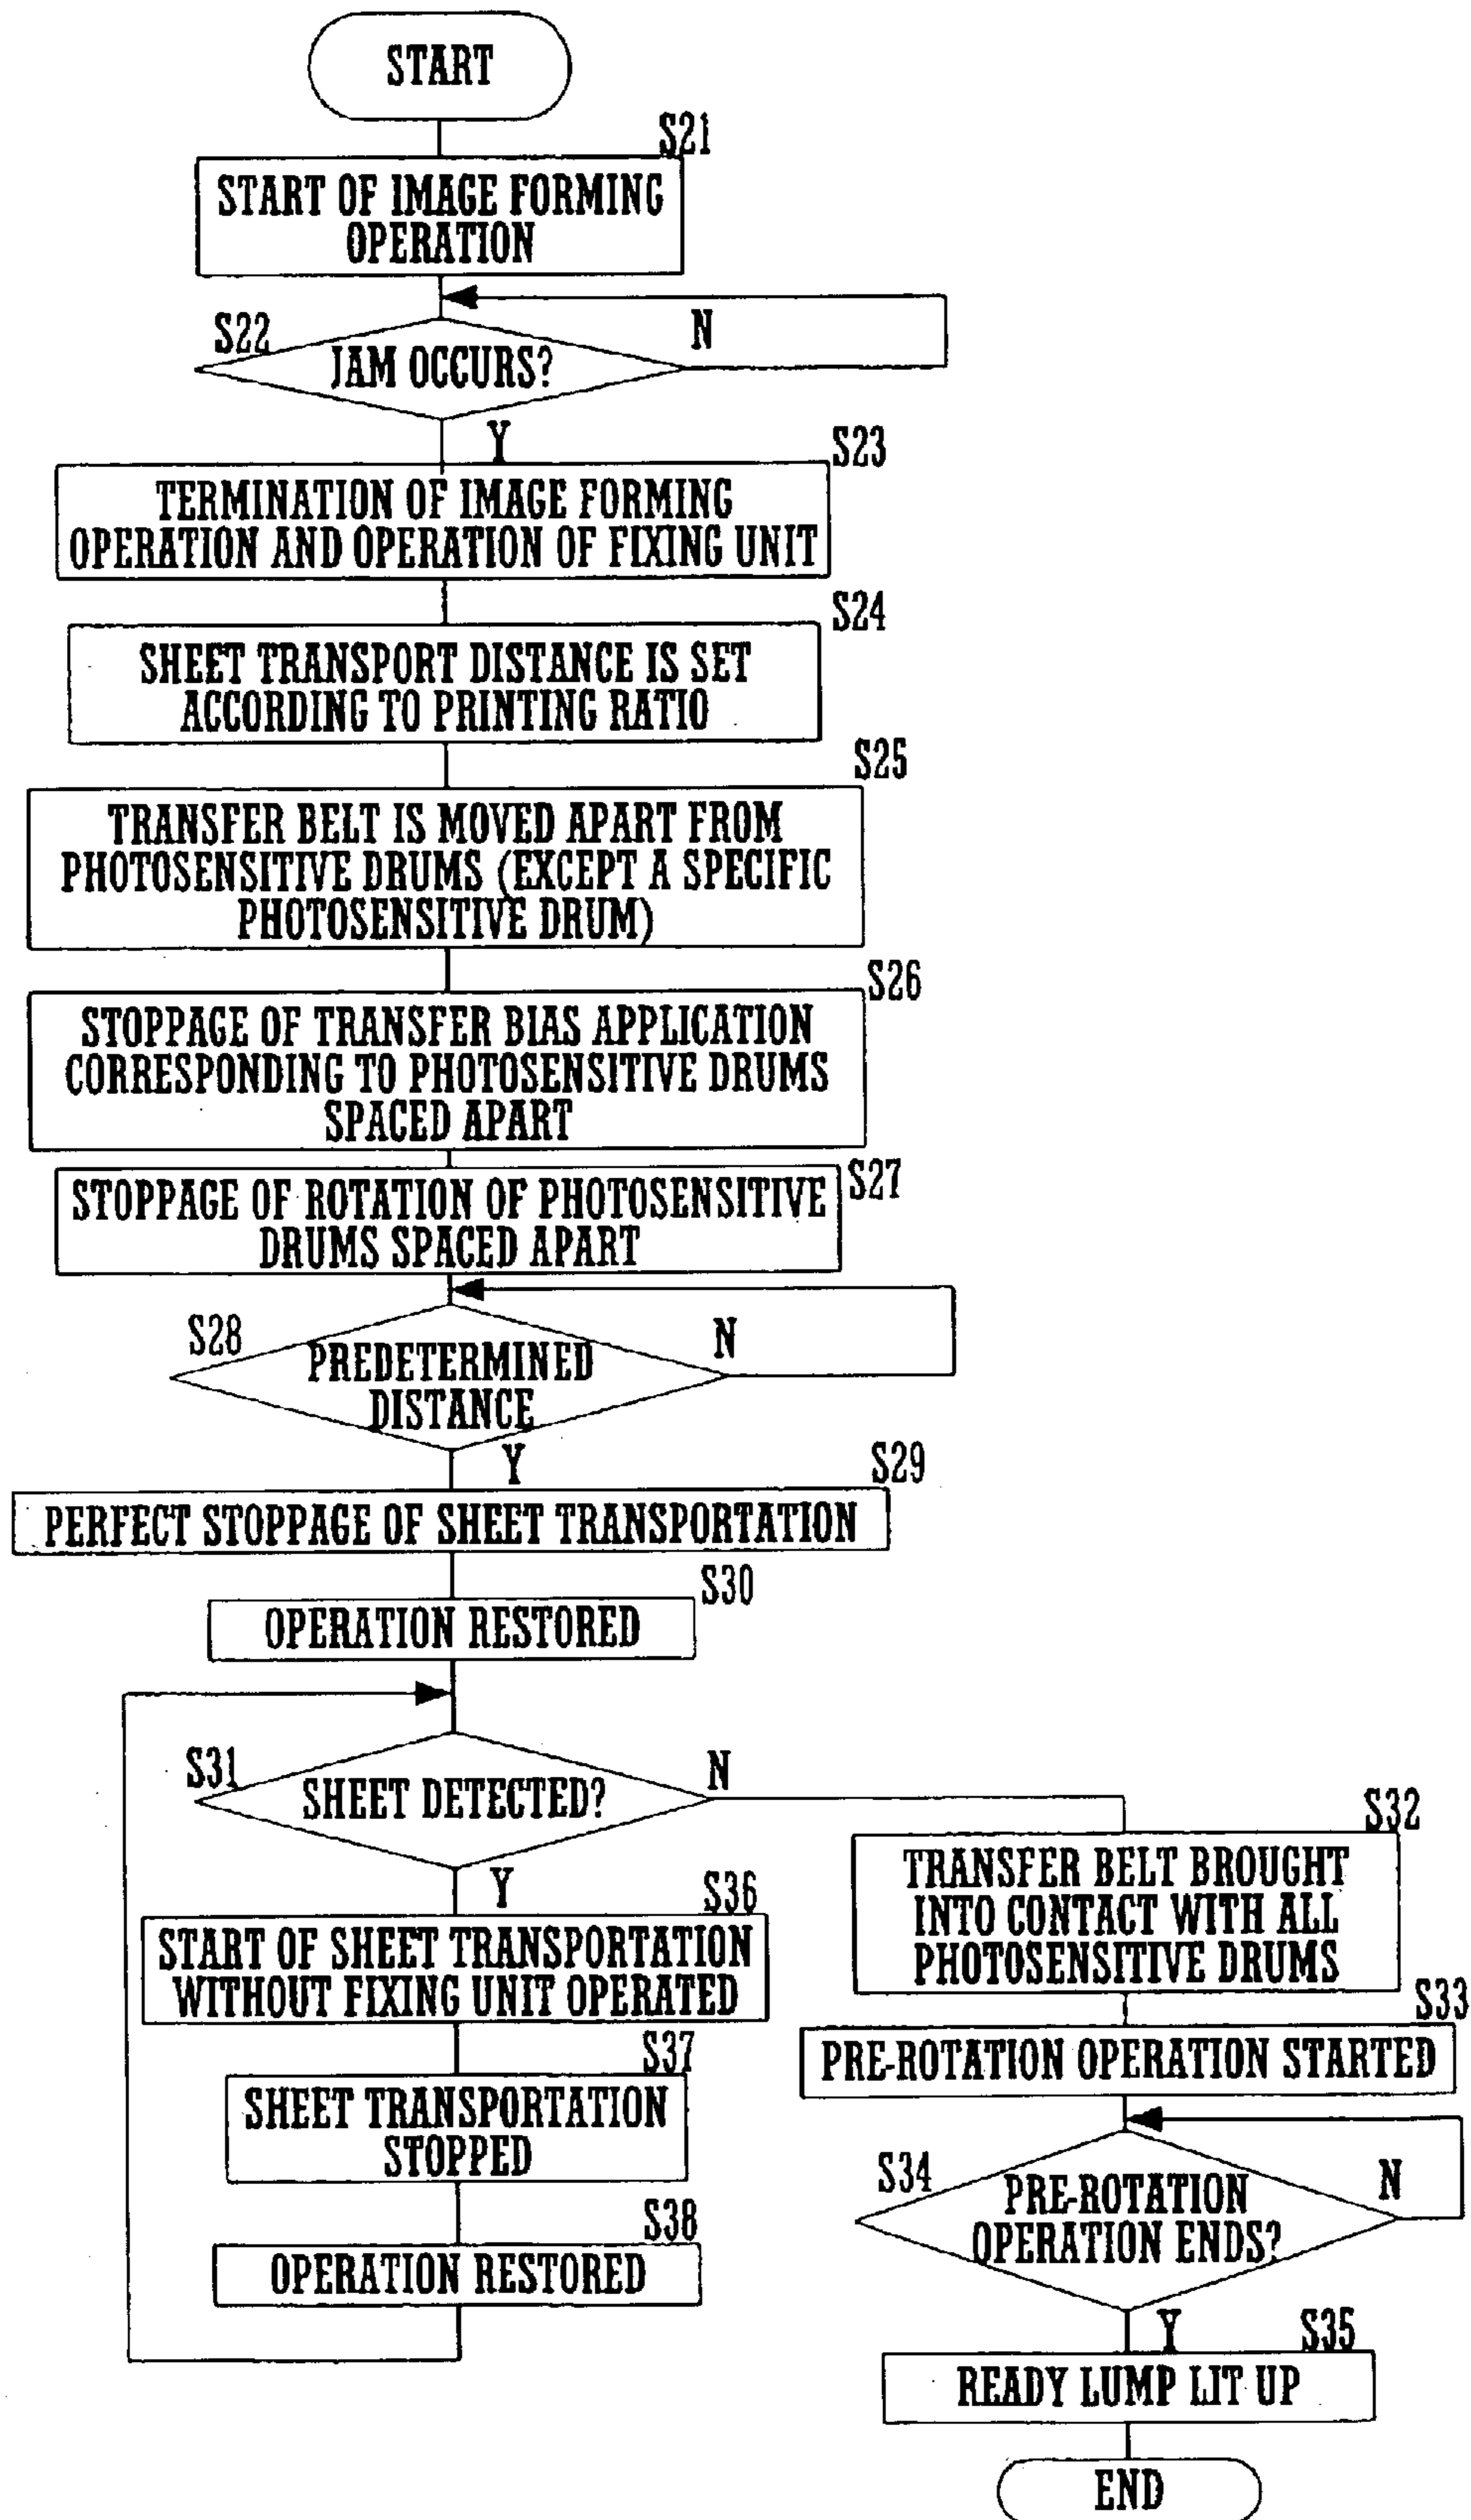 START
S21
START OF IMAGE FORMING
OPERATION
S22
JAM OCCURS?
N
Y
S23
TERMINATION OF IMAGE FORMING
OPERATION AND OPERATION OF FIXING UNIT
S24
SHEET TRANSPORT DISTANCE IS SET
ACCORDING TO PRINTING RATIO
S25
TRANSFER BELT IS MOVED APART FROM
PHOTOSENSITIVE DRUMS (EXCEPT A SPECIFIC
PHOTOSENSITIVE DRUM)
S26
STOPPAGE OF TRANSFER BIAS APPLICATION
CORRESPONDING TO PHOTOSENSITIVE DRUMS
SPACED APART
S27
STOPPAGE OF ROTATION OF PHOTOSENSITIVE
DRUMS SPACED APART
S28
PREDETERMINED
DISTANCE
N
Y
S29
PERFECT STOPPAGE OF SHEET TRANSPORTATION
S30
OPERATION RESTORED
S31
SHEET DETECTED?
N
Y
S36
START OF SHEET TRANSPORTATION
WITHOUT FIXING UNIT OPERATED
S37
SHEET TRANSPORTATION
STOPPED
S38
OPERATION RESTORED
S32
TRANSFER BELT BROUGHT
INTO CONTACT WITH ALL
PHOTOSENSITIVE DRUMS
S33
PRE-ROTATION OPERATION STARTED
S34
PRE-ROTATION
OPERATION ENDS?
N
Y
S35
READY LUMP LIT UP
END